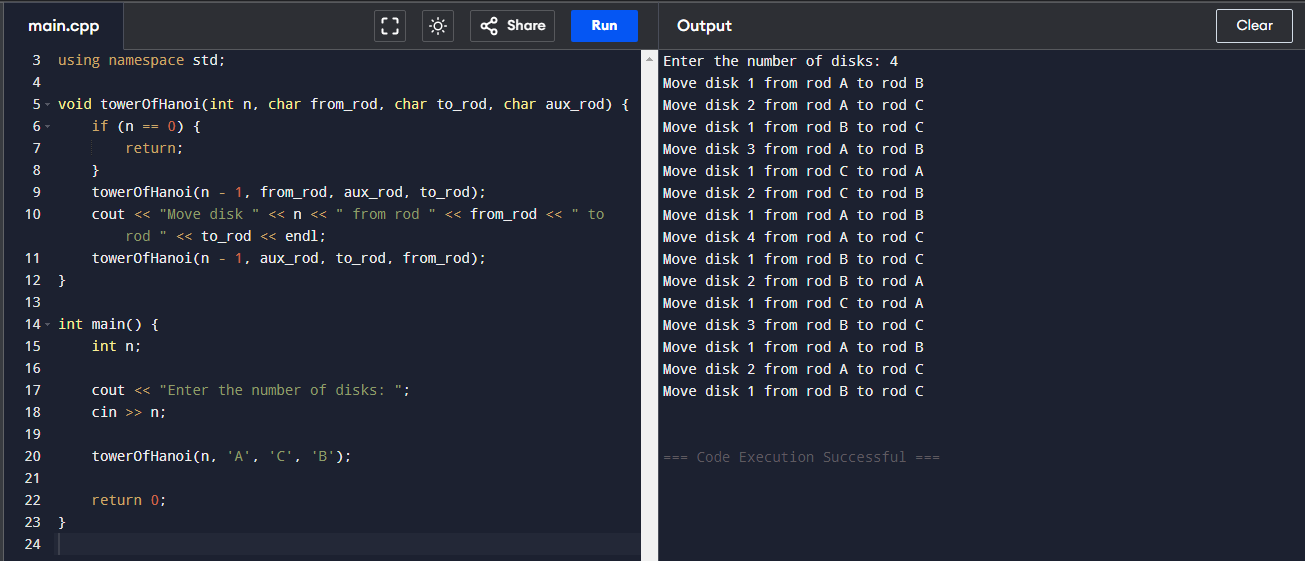 main.cpp
Share
Run
3 using namespace std;
4
5 void towerOfHanoi(int n, char from_rod, char to_rod, char aux_rod) {
6     if (n == 0) {
7         return;
8     }
9     towerOfHanoi(n - 1, from_rod, aux_rod, to_rod);
10     cout << "Move disk " << n << " from rod " << from_rod << " to
rod " << to_rod << endl;
11     towerOfHanoi(n - 1, aux_rod, to_rod, from_rod);
12 }
13
14 int main() {
15     int n;
16
17     cout << "Enter the number of disks: ";
18     cin >> n;
19
20     towerOfHanoi(n, 'A', 'C', 'B');
21
22     return 0;
23 }
24
Output
Clear
Enter the number of disks: 4
Move disk 1 from rod A to rod B
Move disk 2 from rod A to rod C
Move disk 1 from rod B to rod C
Move disk 3 from rod A to rod B
Move disk 1 from rod C to rod A
Move disk 2 from rod C to rod B
Move disk 1 from rod A to rod B
Move disk 4 from rod A to rod C
Move disk 1 from rod B to rod C
Move disk 2 from rod B to rod A
Move disk 1 from rod C to rod A
Move disk 3 from rod B to rod C
Move disk 1 from rod A to rod B
Move disk 2 from rod A to rod C
Move disk 1 from rod B to rod C
=== Code Execution Successful ===